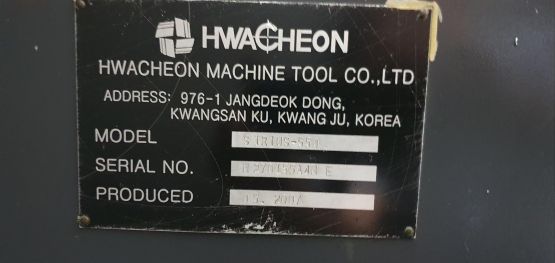 HWACHEON
HWACHEON MACHINE TOOL CO.,LTD
ADDRESS: 976-1 JANGDEOK DONG,
KWANGSAN KU, KWANG JU, KOREA
MODEL
SERIAL NO.
PRODUCED